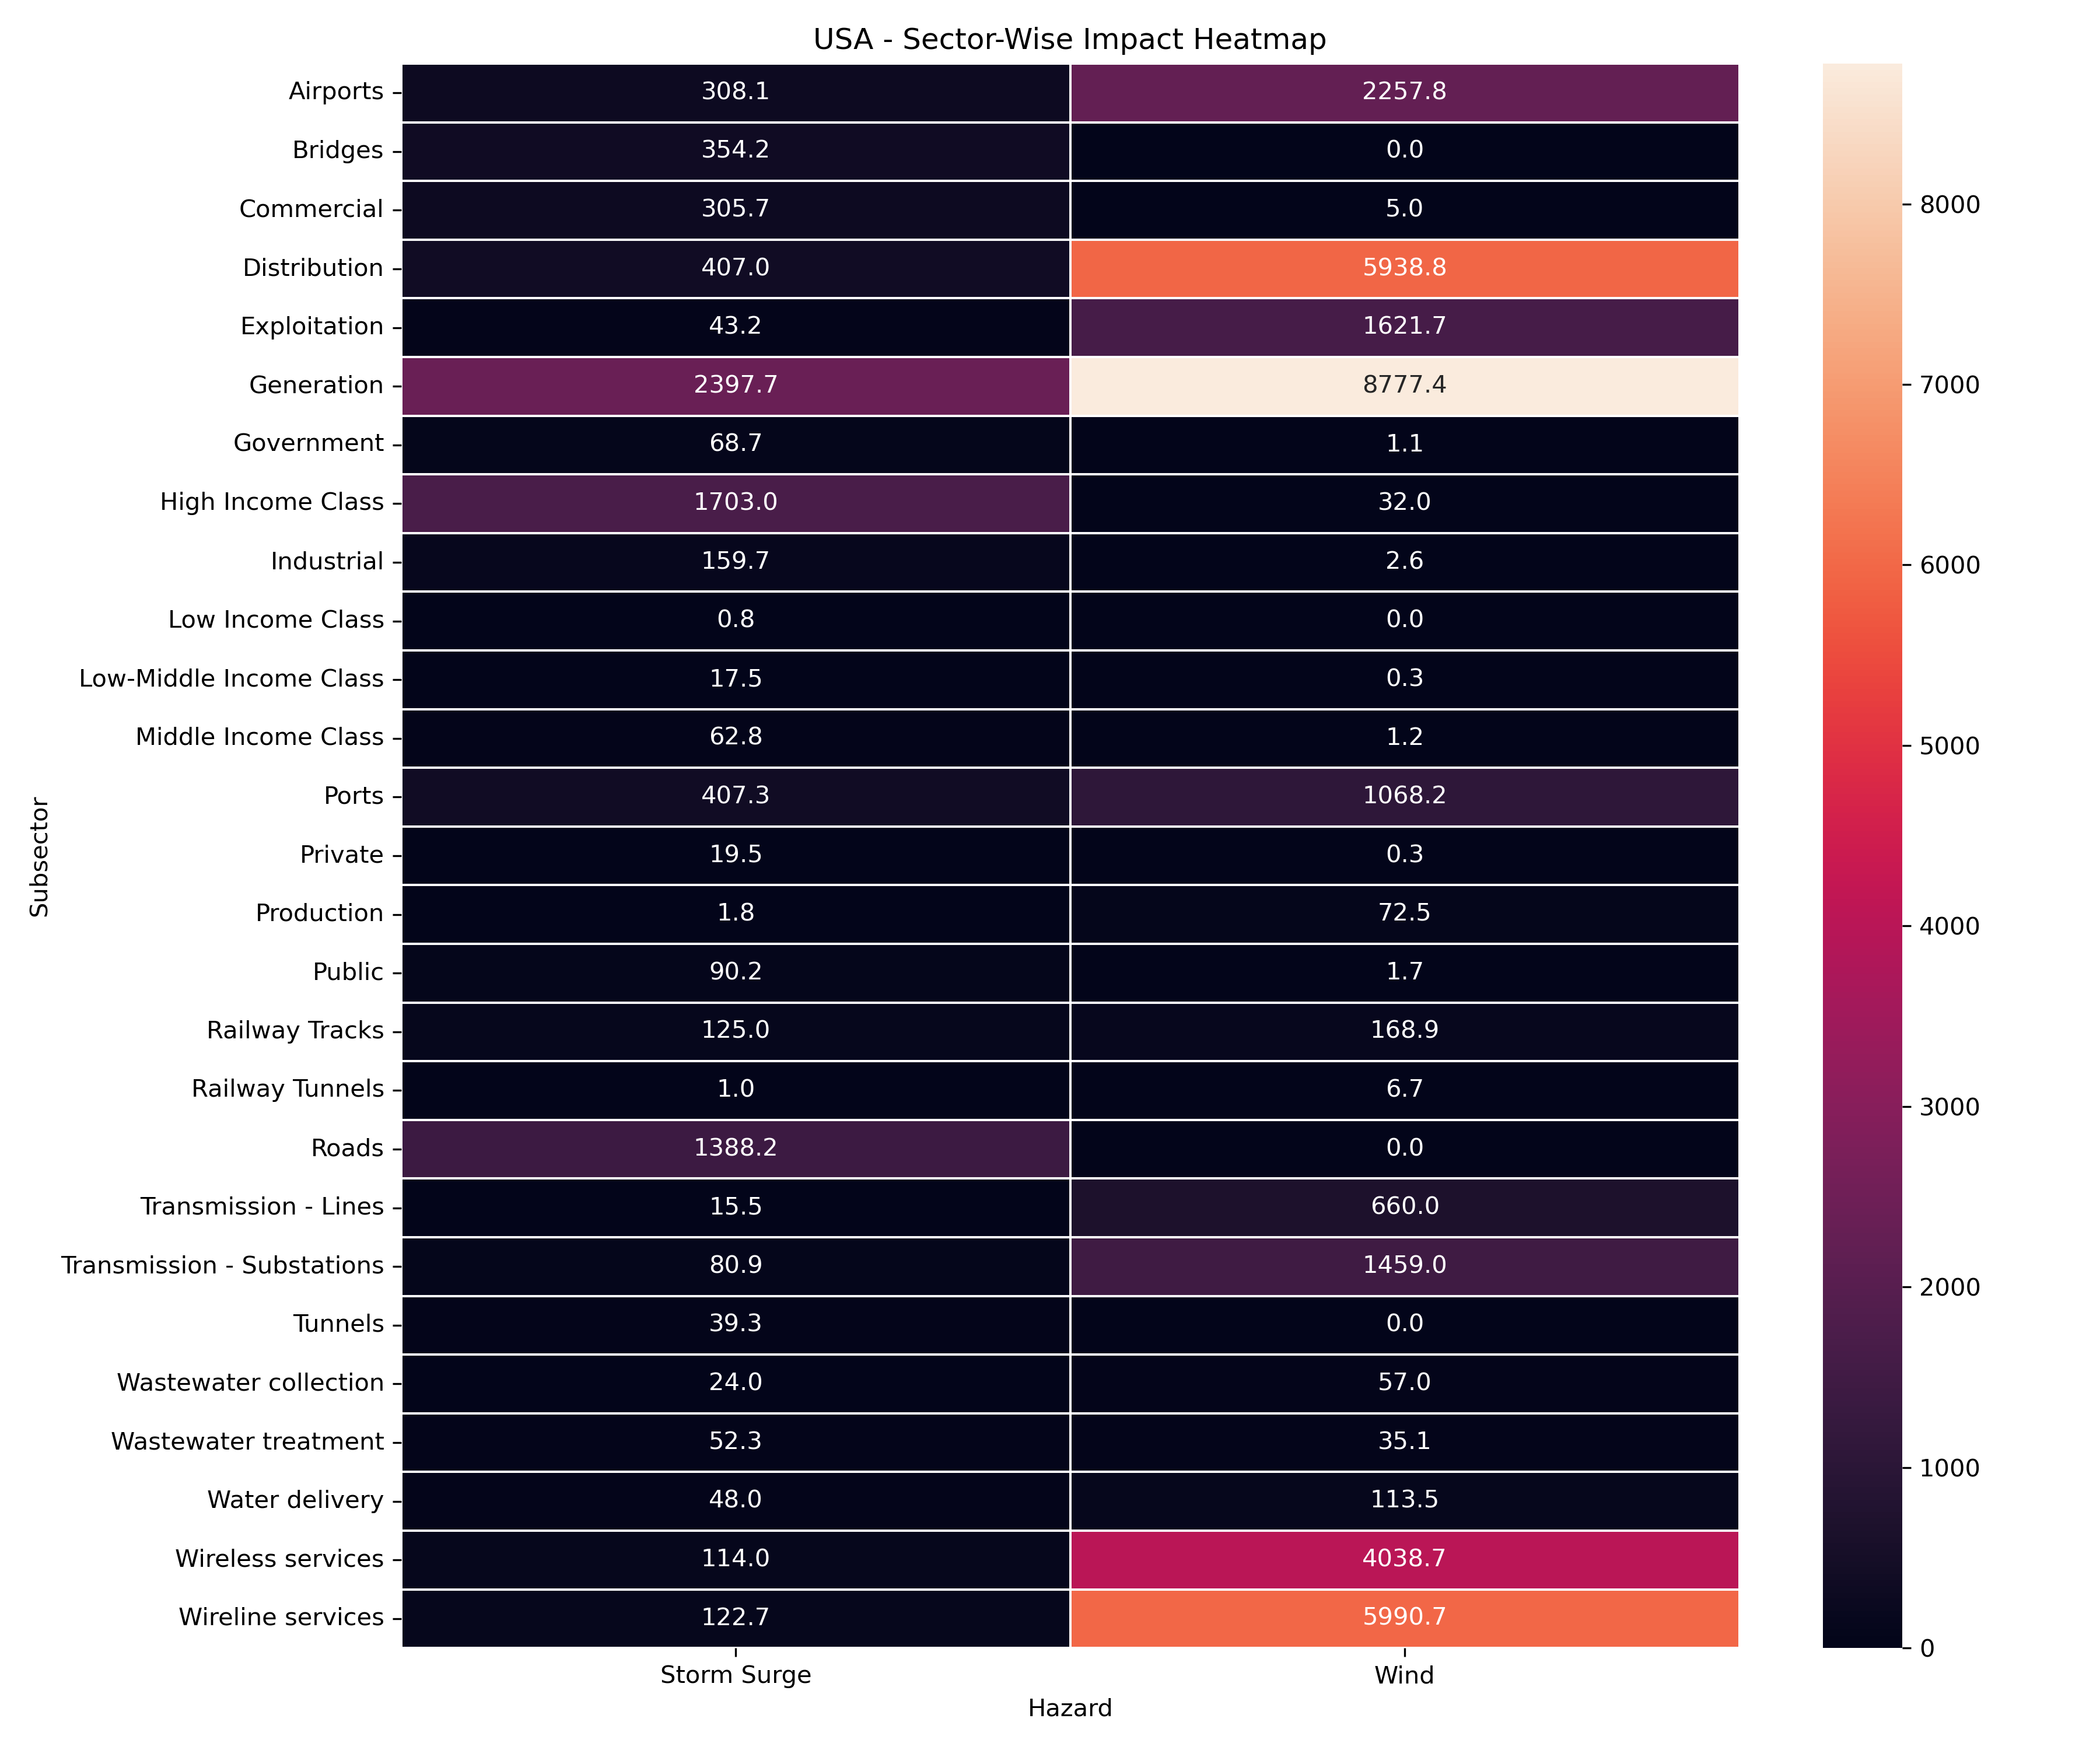 USA - Sector-Wise Impact Heatmap
Airports 308.1 2257.8
Bridges 354.2 0.0
Commercial 305.7 5.0
Distribution 407.0 5938.8
Exploitation 43.2 1621.7
Generation 2397.7 8777.4
Government 68.7 1.1
High Income Class 1703.0 32.0
Industrial 159.7 2.6
Low Income Class 0.8 0.0
Low-Middle Income Class 17.5 0.3
Middle Income Class 62.8 1.2
Ports 407.3 1068.2
Private 19.5 0.3
Production 1.8 72.5
Public 90.2 1.7
Railway Tracks 125.0 168.9
Railway Tunnels 1.0 6.7
Roads 1388.2 0.0
Transmission - Lines 15.5 660.0
Transmission - Substations 80.9 1459.0
Tunnels 39.3 0.0
Wastewater collection 24.0 57.0
Wastewater treatment 52.3 35.1
Water delivery 48.0 113.5
Wireless services 114.0 4038.7
Wireline services 122.7 5990.7
Storm Surge Wind
Hazard
Subsector
8000
7000
6000
5000
4000
3000
2000
1000
0